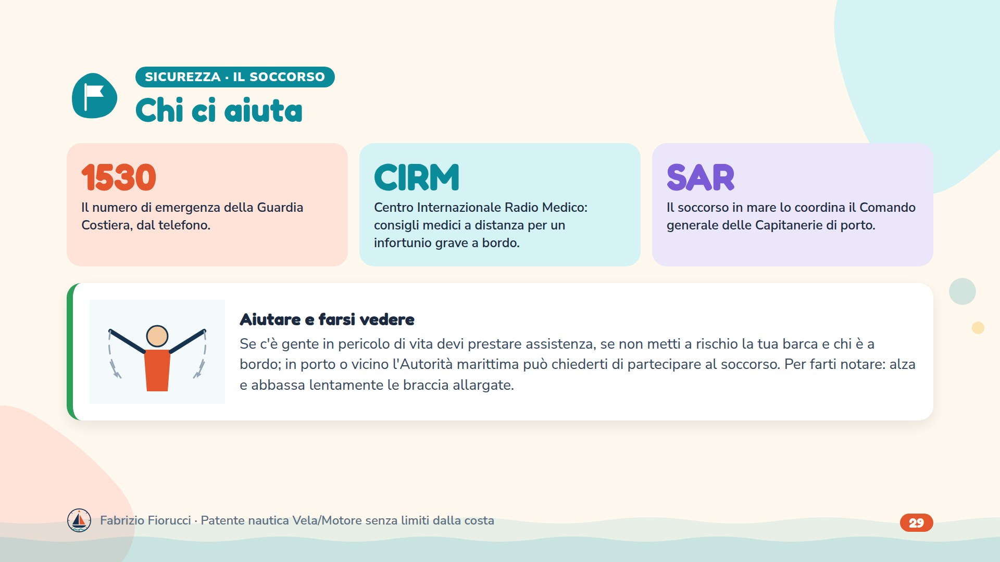 SICUREZZA · IL SOCCORSO
Chi ci aiuta
1530
Il numero di emergenza della Guardia
Costiera, dal telefono.
CIRM
Centro Internazionale Radio Medico:
consigli medici a distanza per un
infortunio grave a bordo.
SAR
Il soccorso in mare lo coordina il Comando
generale delle Capitanerie di porto.
Aiutare e farsi vedere
Se c'è gente in pericolo di vita devi prestare assistenza, se non metti a rischio la tua barca e chi è a
bordo; in porto o vicino l'Autorità marittima può chiederti di partecipare al soccorso. Per farti notare: alza
e abbassa lentamente le braccia allargate.
Fabrizio Fiorucci · Patente nautica Vela/Motore senza limiti dalla costa
29